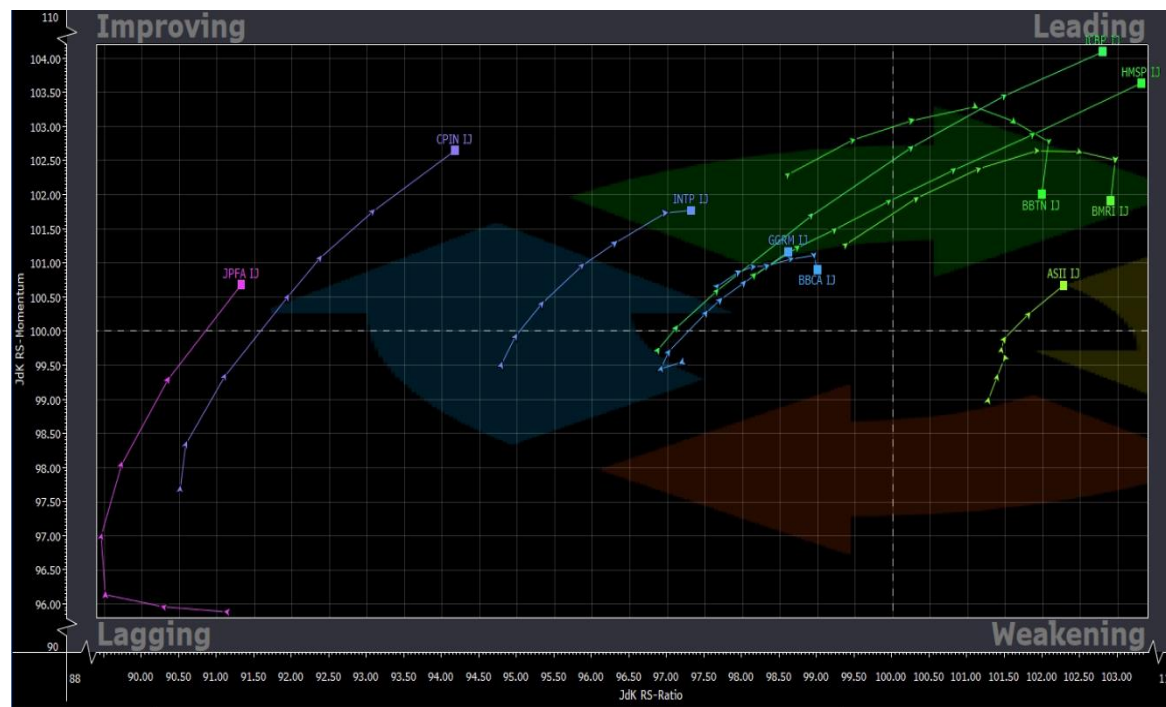 110
Improving
Leading
ICBP IJ
104.00
HMSP IJ
103.50
103.00
CPIN IJ
102.50
102.00
INTP IJ
BBTN IJ
BMRI IJ
101.50
GGRM IJ
101.00
JPFA IJ
BBCA IJ
ASII IJ
100.50
100.00
99.50
99.00
98.50
98.00
97.50
97.00
96.50
96.00
JdK RS-Momentum
90
Lagging
Weakening
88
90.00 90.50 91.00 91.50 92.00 92.50 93.00 93.50 94.00 94.50 95.00 95.50 96.00 96.50 97.00 97.50 98.00 98.50 99.00 99.50 100.00 100.50 101.00 101.50 102.00 102.50 103.00
JdK RS-Ratio